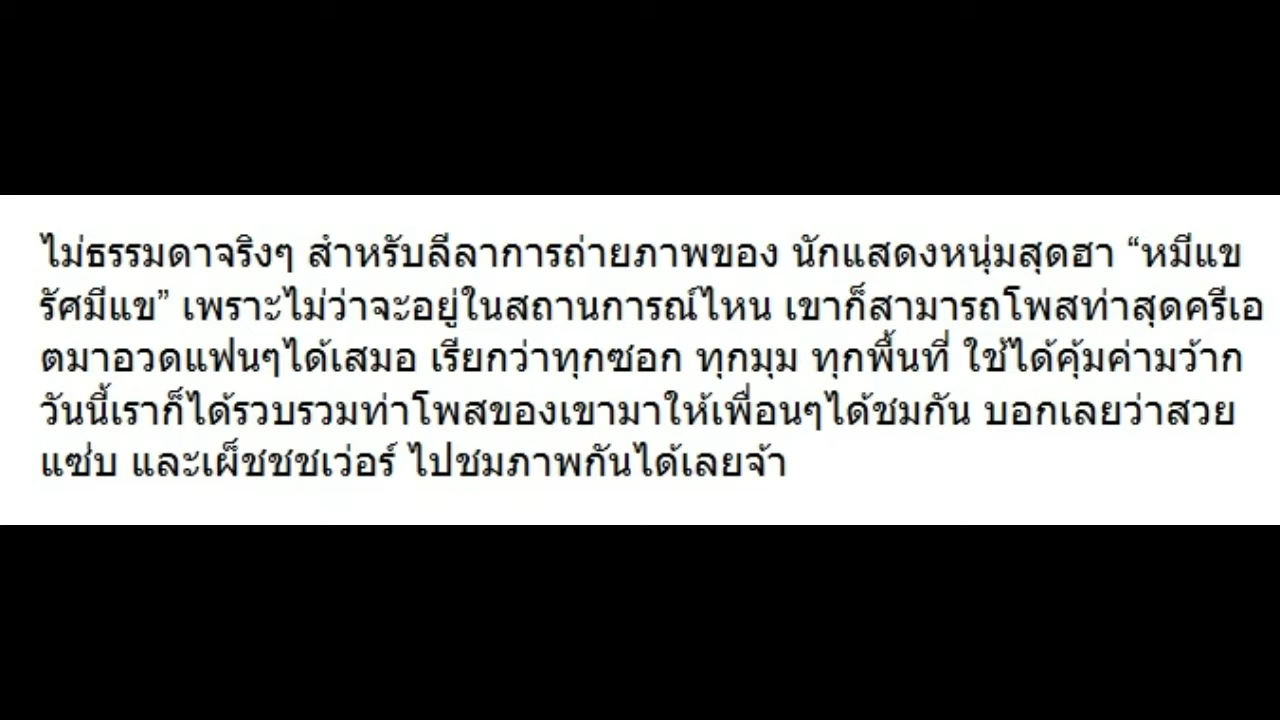 ไม่ธรรมดาจริงๆ สำหรับลีลาการถ่ายภาพของ นักแสดงหนุ่มสุดฮา “หมีแข
รัศมีแข” เพราะไม่ว่าจะอยู่ในสถานการณ์ไหน เขาก็สามารถโพสท่าสุดครีเอ
ตมาอวดแฟนๆได้เสมอ เรียกว่าทุกซอก ทุกมุม ทุกพื้นที่ ใช้ได้คุ้มค่ามว้าก
วันนี้เราก็ได้รวบรวมท่าโพสของเขามาให้เพื่อนๆได้ชมกัน บอกเลยว่าสวย
แซ่บ และเผ็ชชชชเว่อร์ ไปชมภาพกันได้เลยจ้า